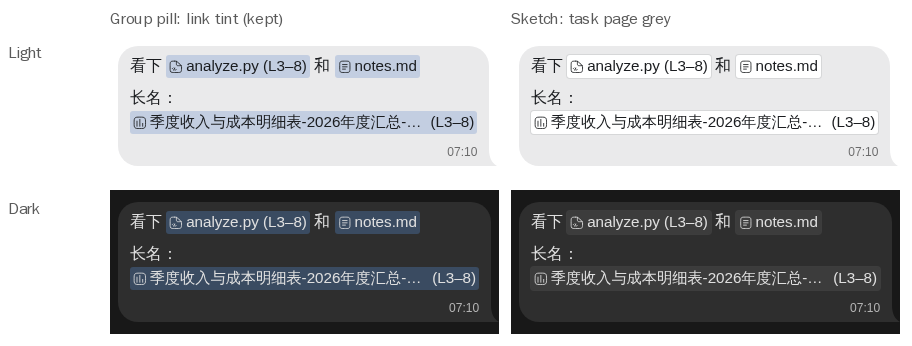 Group pill: link tint (kept)
Sketch: task page grey
Light
看下 analyze.py (L3–8) 和 notes.md
长名：
季度收入与成本明细表-2026年度汇总-… (L3–8)
07:10
看下 analyze.py (L3–8) 和 notes.md
长名：
季度收入与成本明细表-2026年度汇总-… (L3–8)
07:10
Dark
看下 analyze.py (L3–8) 和 notes.md
长名：
季度收入与成本明细表-2026年度汇总-… (L3–8)
07:10
看下 analyze.py (L3–8) 和 notes.md
长名：
季度收入与成本明细表-2026年度汇总-… (L3–8)
07:10